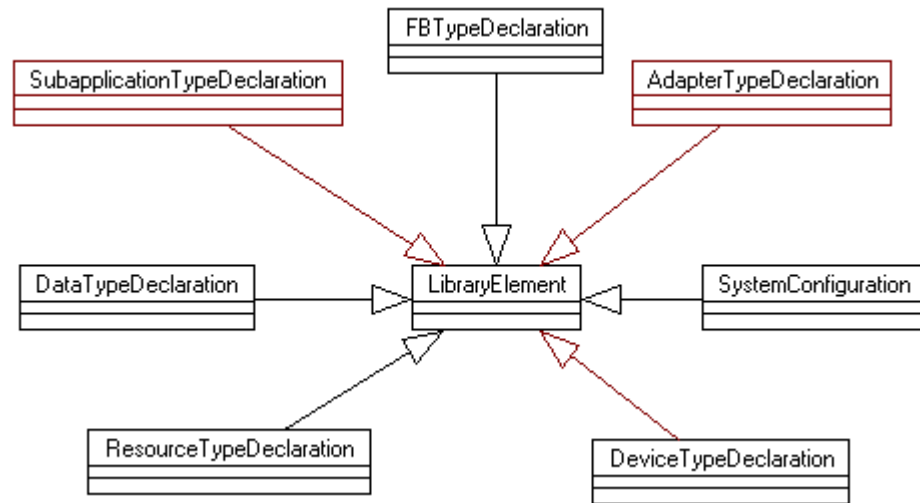 FBTypeDeclaration
SubapplicationTypeDeclaration
AdapterTypeDeclaration
DataTypeDeclaration
LibraryElement
SystemConfiguration
ResourceTypeDeclaration
DeviceTypeDeclaration